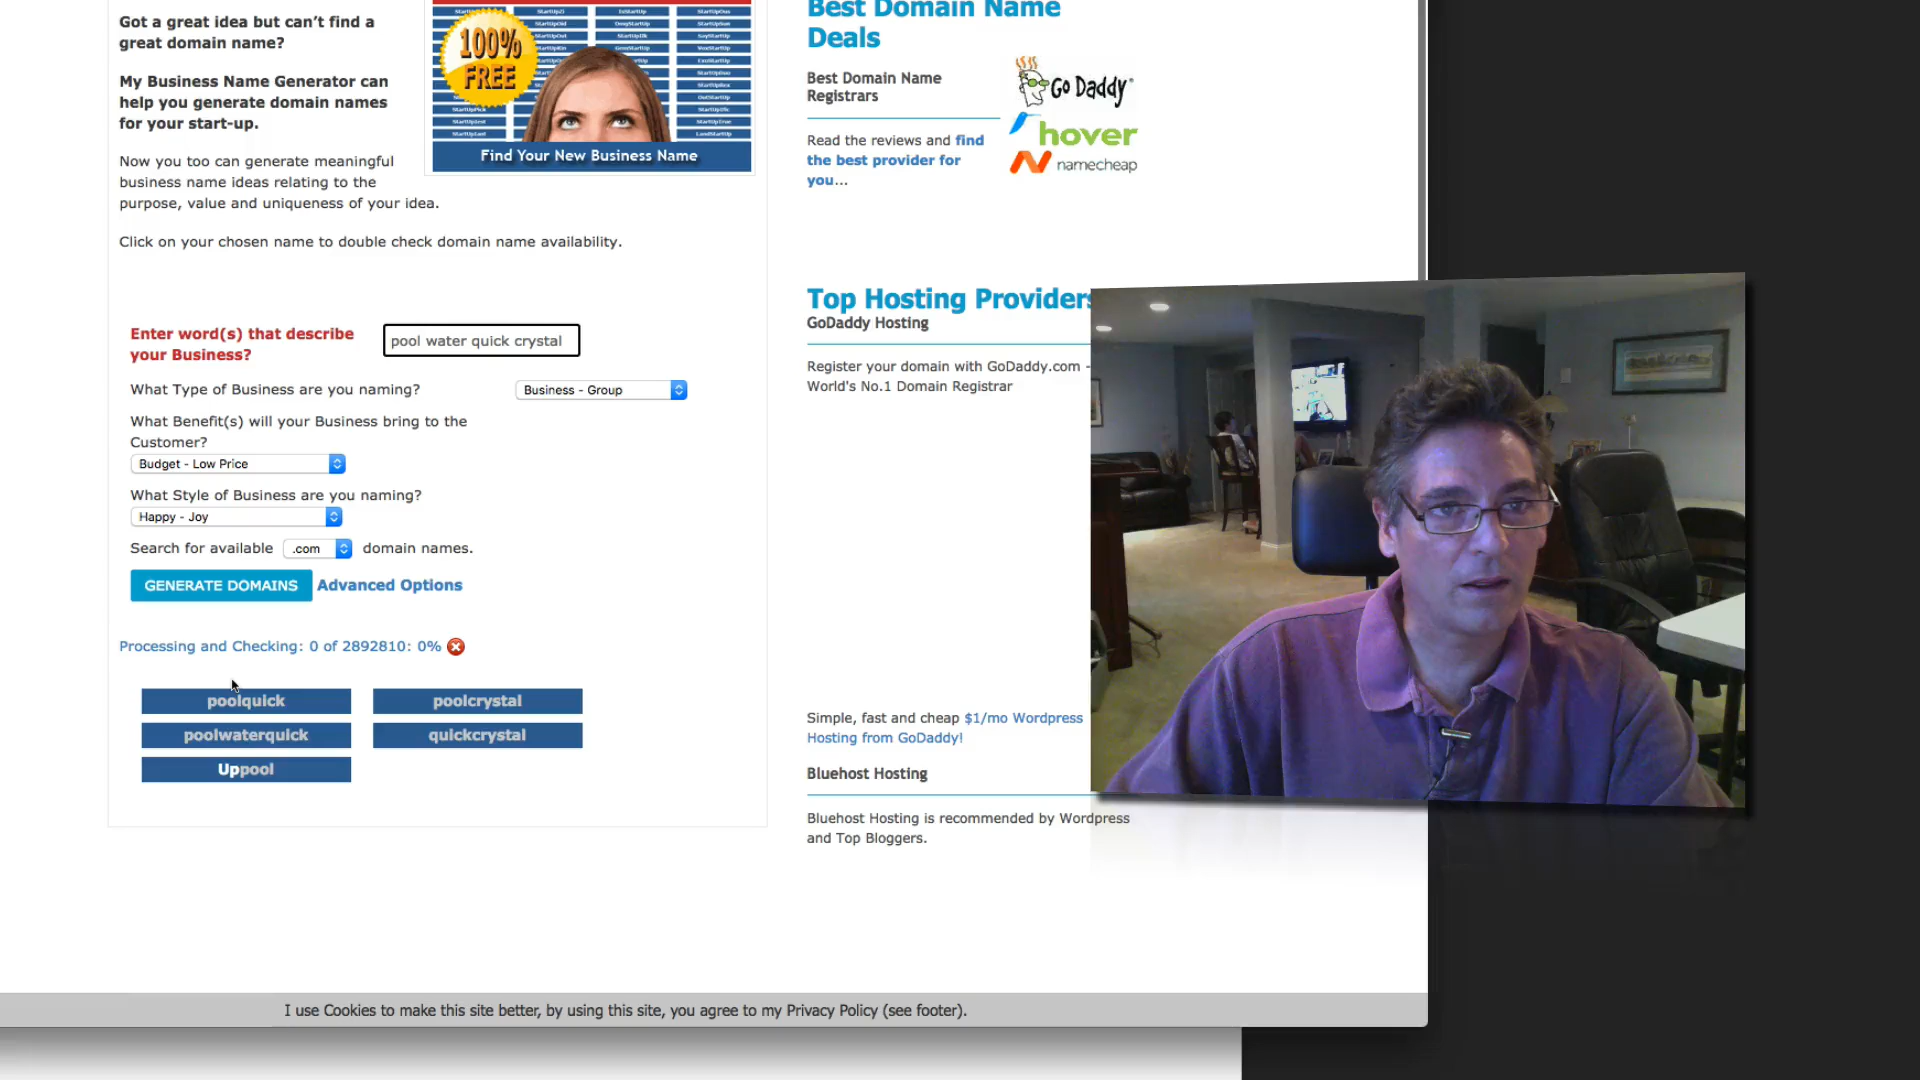 Got a great idea but can't find a
great domain name?
My Business Name Generator can
help you generate domain names
for your start-up.
Now you too can generate meaningful
business name ideas relating to the
purpose, value and uniqueness of your idea.
Click on your chosen name to double check domain name availability.
100%
FREE
Find Your New Business Name
Enter word(s) that describe
your Business?
pool water quick crystal
What Type of Business are you naming?
Business - Group
What Benefit(s) will your Business bring to the
Customer?
Budget - Low Price
What Style of Business are you naming?
Happy - Joy
Search for available .com domain names.
GENERATE DOMAINS Advanced Options
Processing and Checking: 0 of 2892810: 0%
poolquick poolcrystal
poolwaterquick quickcrystal
Uppool
Best Domain Name
Deals
Best Domain Name
Registrars
Go Daddy
hover
namecheap
Read the reviews and find
the best provider for
you...
Top Hosting Providers
GoDaddy Hosting
Register your domain with GoDaddy.com -
World's No.1 Domain Registrar
Simple, fast and cheap $1/mo Wordpress
Hosting from GoDaddy!
Bluehost Hosting
Bluehost Hosting is recommended by Wordpress
and Top Bloggers.
I use Cookies to make this site better, by using this site, you agree to my Privacy Policy (see footer).